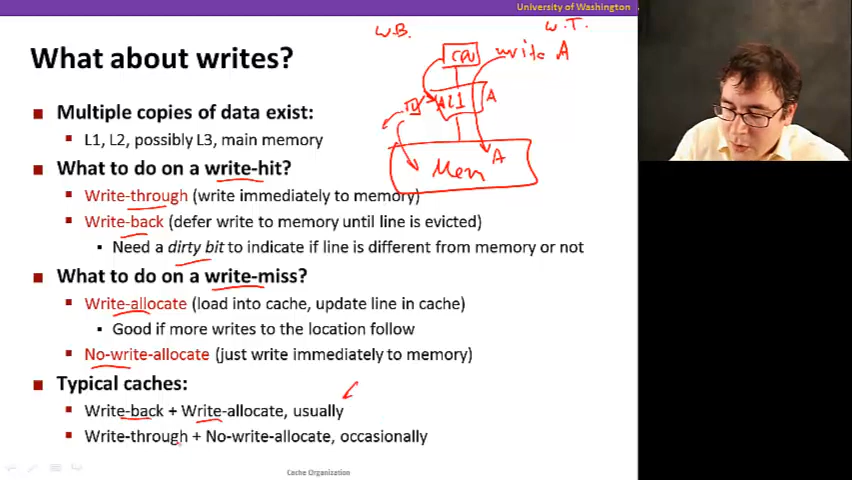 University of Washington
W.B.
W.T.
What about writes?
CPU
write A
Multiple copies of data exist:
A L1
A
L1, L2, possibly L3, main memory
A
Mem
What to do on a write-hit?
Write-through (write immediately to memory)
Write-back (defer write to memory until line is evicted)
Need a dirty bit to indicate if line is different from memory or not
What to do on a write-miss?
Write-allocate (load into cache, update line in cache)
Good if more writes to the location follow
No-write-allocate (just write immediately to memory)
Typical caches:
Write-back + Write-allocate, usually
Write-through + No-write-allocate, occasionally
Cache Organization